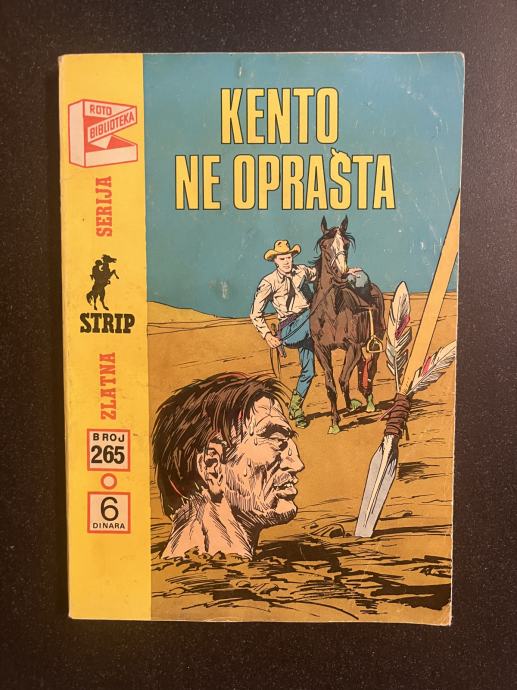 ROTO
BIBLIOTEKA
ZLATNA
STRIP
SERIJA
KENTO
NE OPRAŠTA
BROJ
265
6
DINARA